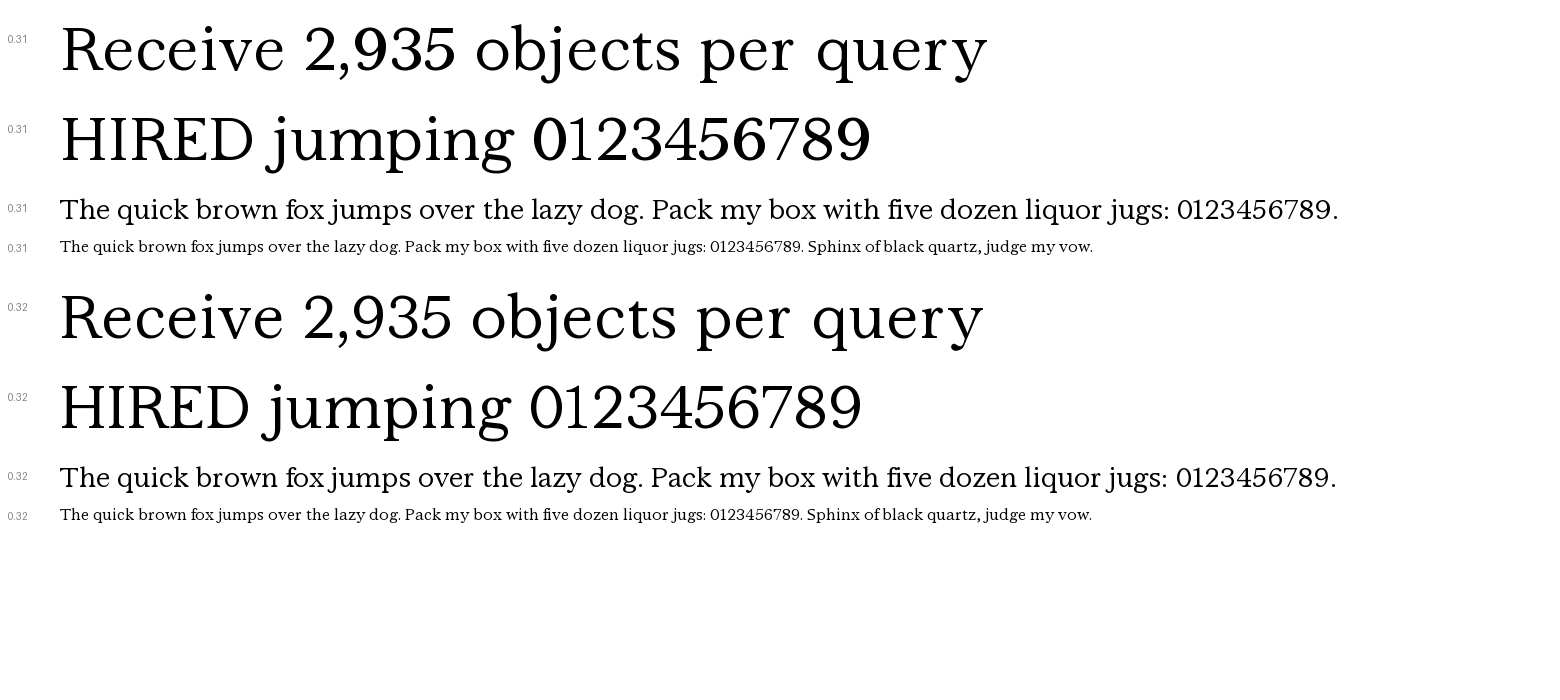 0.31 Receive 2,935 objects per query
0.31 HIRED jumping 0123456789
0.31 The quick brown fox jumps over the lazy dog. Pack my box with five dozen liquor jugs: 0123456789.
0.31 The quick brown fox jumps over the lazy dog. Pack my box with five dozen liquor jugs: 0123456789. Sphinx of black quartz, judge my vow.
0.32 Receive 2,935 objects per query
0.32 HIRED jumping 0123456789
0.32 The quick brown fox jumps over the lazy dog. Pack my box with five dozen liquor jugs: 0123456789.
0.32 The quick brown fox jumps over the lazy dog. Pack my box with five dozen liquor jugs: 0123456789. Sphinx of black quartz, judge my vow.